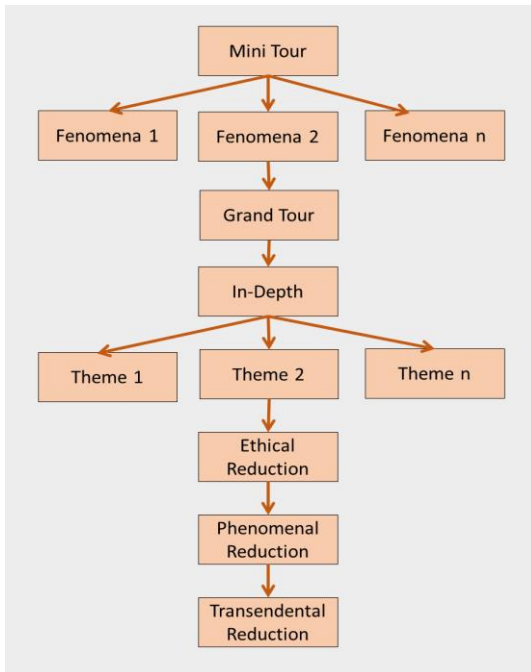 Mini Tour
Fenomena 1
Fenomena 2
Fenomena n
Grand Tour
In-Depth
Theme 1
Theme 2
Theme n
Ethical
Reduction
Phenomenal
Reduction
Transendental
Reduction